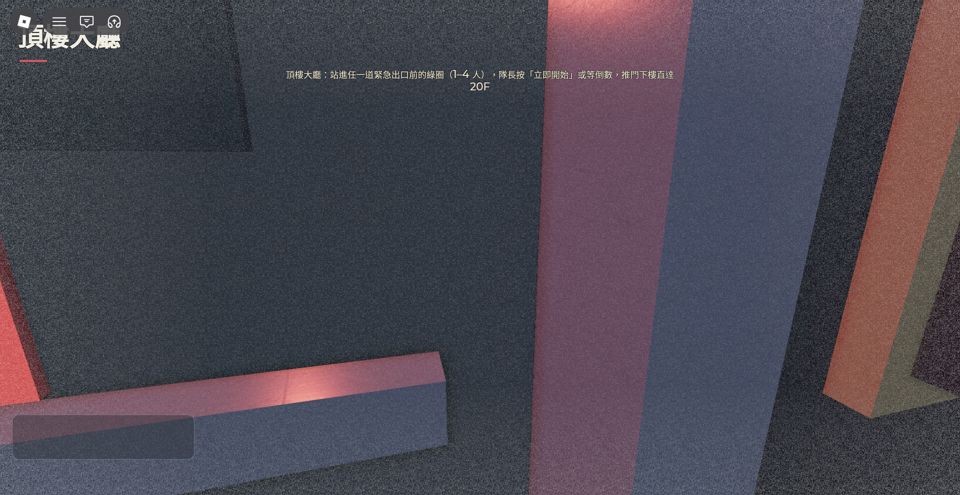 頂樓大廳
頂樓大廳：站進任一道緊急出口前的綠圈（1–4 人），隊長按「立即開始」或等倒數，推門下樓直達
20F